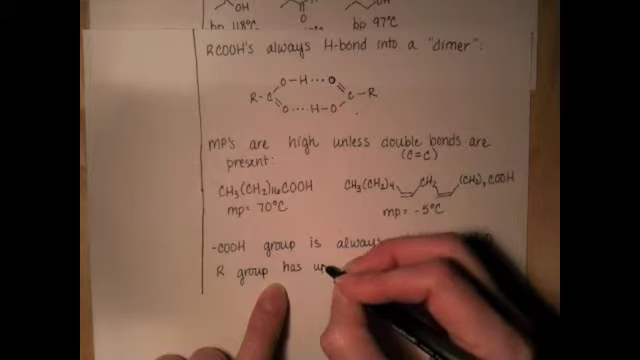 OH
O
bp 118°C
bp 97°C
RCOOH's always H-bond into a "dimer":
O-H···O
R-C C-R
O····H-O
mp's are high unless double bonds are
(C=C)
present:
CH3(CH2)16COOH
CH3(CH2)4 CH2 (CH2)7COOH
mp= 70°C
mp= -5°C
-COOH group is always
R group has